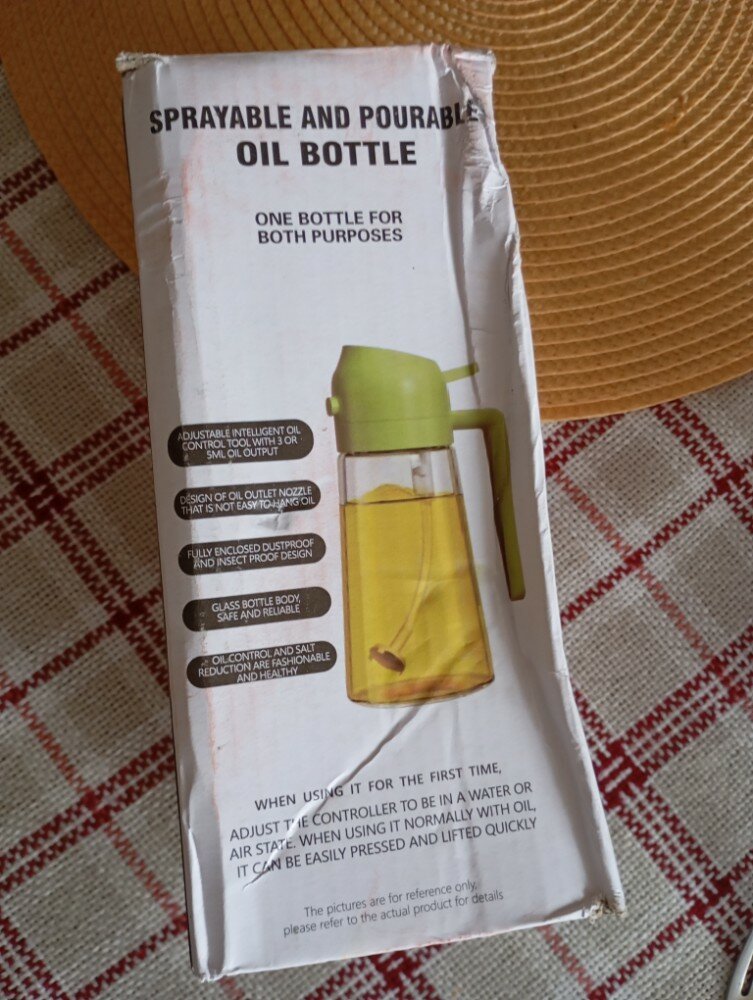 SPRAYABLE AND POURABLE
OIL BOTTLE
ONE BOTTLE FOR
BOTH PURPOSES
ADJUSTABLE INTELLIGENT OIL
CONTROL TOOL WITH 3 OR
5ML OIL OUTPUT
DESIGN OF OIL OUTLET NOZZLE
THAT IS NOT EASY TO HANG OIL
FULLY ENCLOSED DUSTPROOF
AND INSECT PROOF DESIGN
GLASS BOTTLE BODY,
SAFE AND RELIABLE
OIL CONTROL AND SALT
REDUCTION ARE FASHIONABLE
AND HEALTHY
WHEN USING IT FOR THE FIRST TIME,
ADJUST THE CONTROLLER TO BE IN A WATER OR
AIR STATE. WHEN USING IT NORMALLY WITH OIL,
IT CAN BE EASILY PRESSED AND LIFTED QUICKLY
The pictures are for reference only,
please refer to the actual product for details